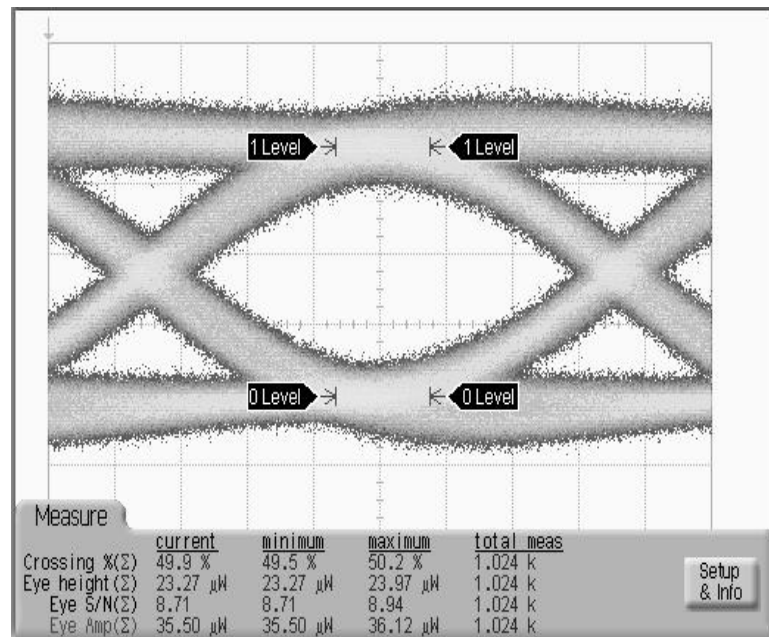 1 Level 1 Level
0 Level 0 Level
Measure
current minimum maximum total meas
Crossing %(Σ) 49.9 % 49.5 % 50.2 % 1.024 k
Eye height(Σ) 23.27 µW 23.27 µW 23.97 µW 1.024 k
Eye S/N(Σ) 8.71 8.71 8.94 1.024 k
Eye Amp(Σ) 35.50 µW 35.50 µW 36.12 µW 1.024 k
Setup
& Info